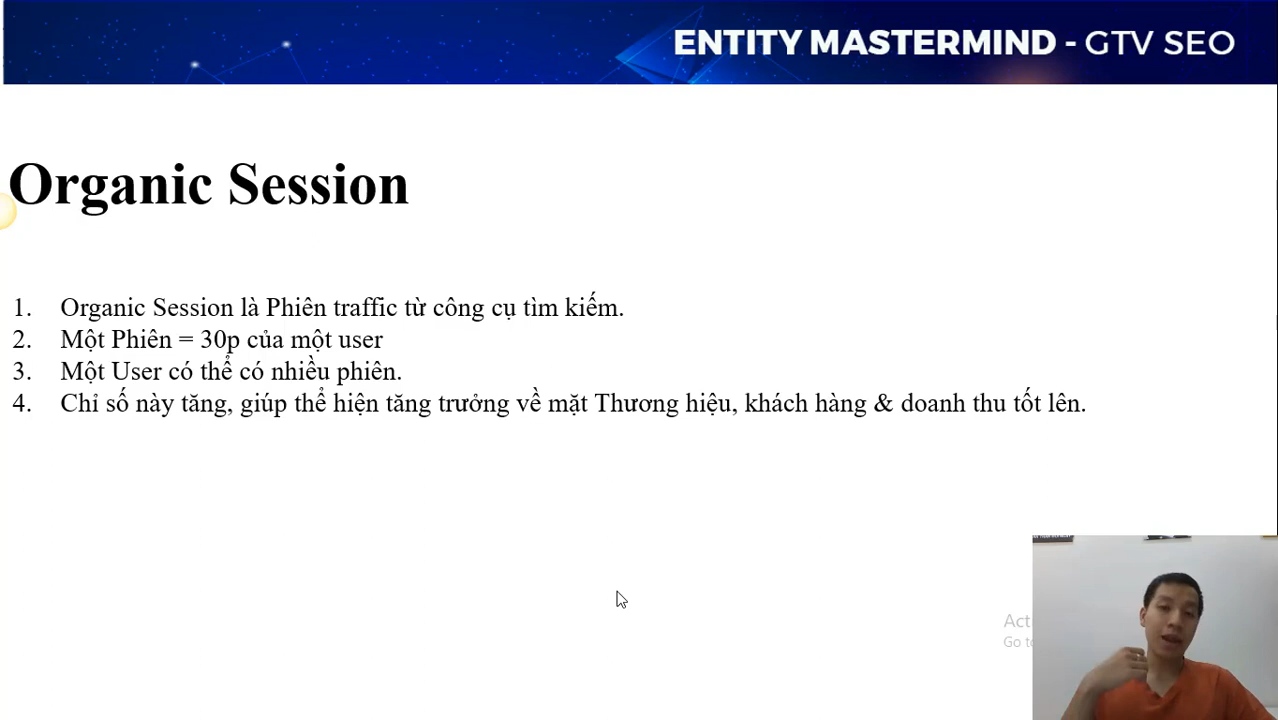 ENTITY MASTERMIND - GTV SEO
Organic Session
1. Organic Session là Phiên traffic từ công cụ tìm kiếm.
2. Một Phiên = 30p của một user
3. Một User có thể có nhiều phiên.
4. Chỉ số này tăng, giúp thể hiện tăng trưởng về mặt Thương hiệu, khách hàng & doanh thu tốt lên.
Go to